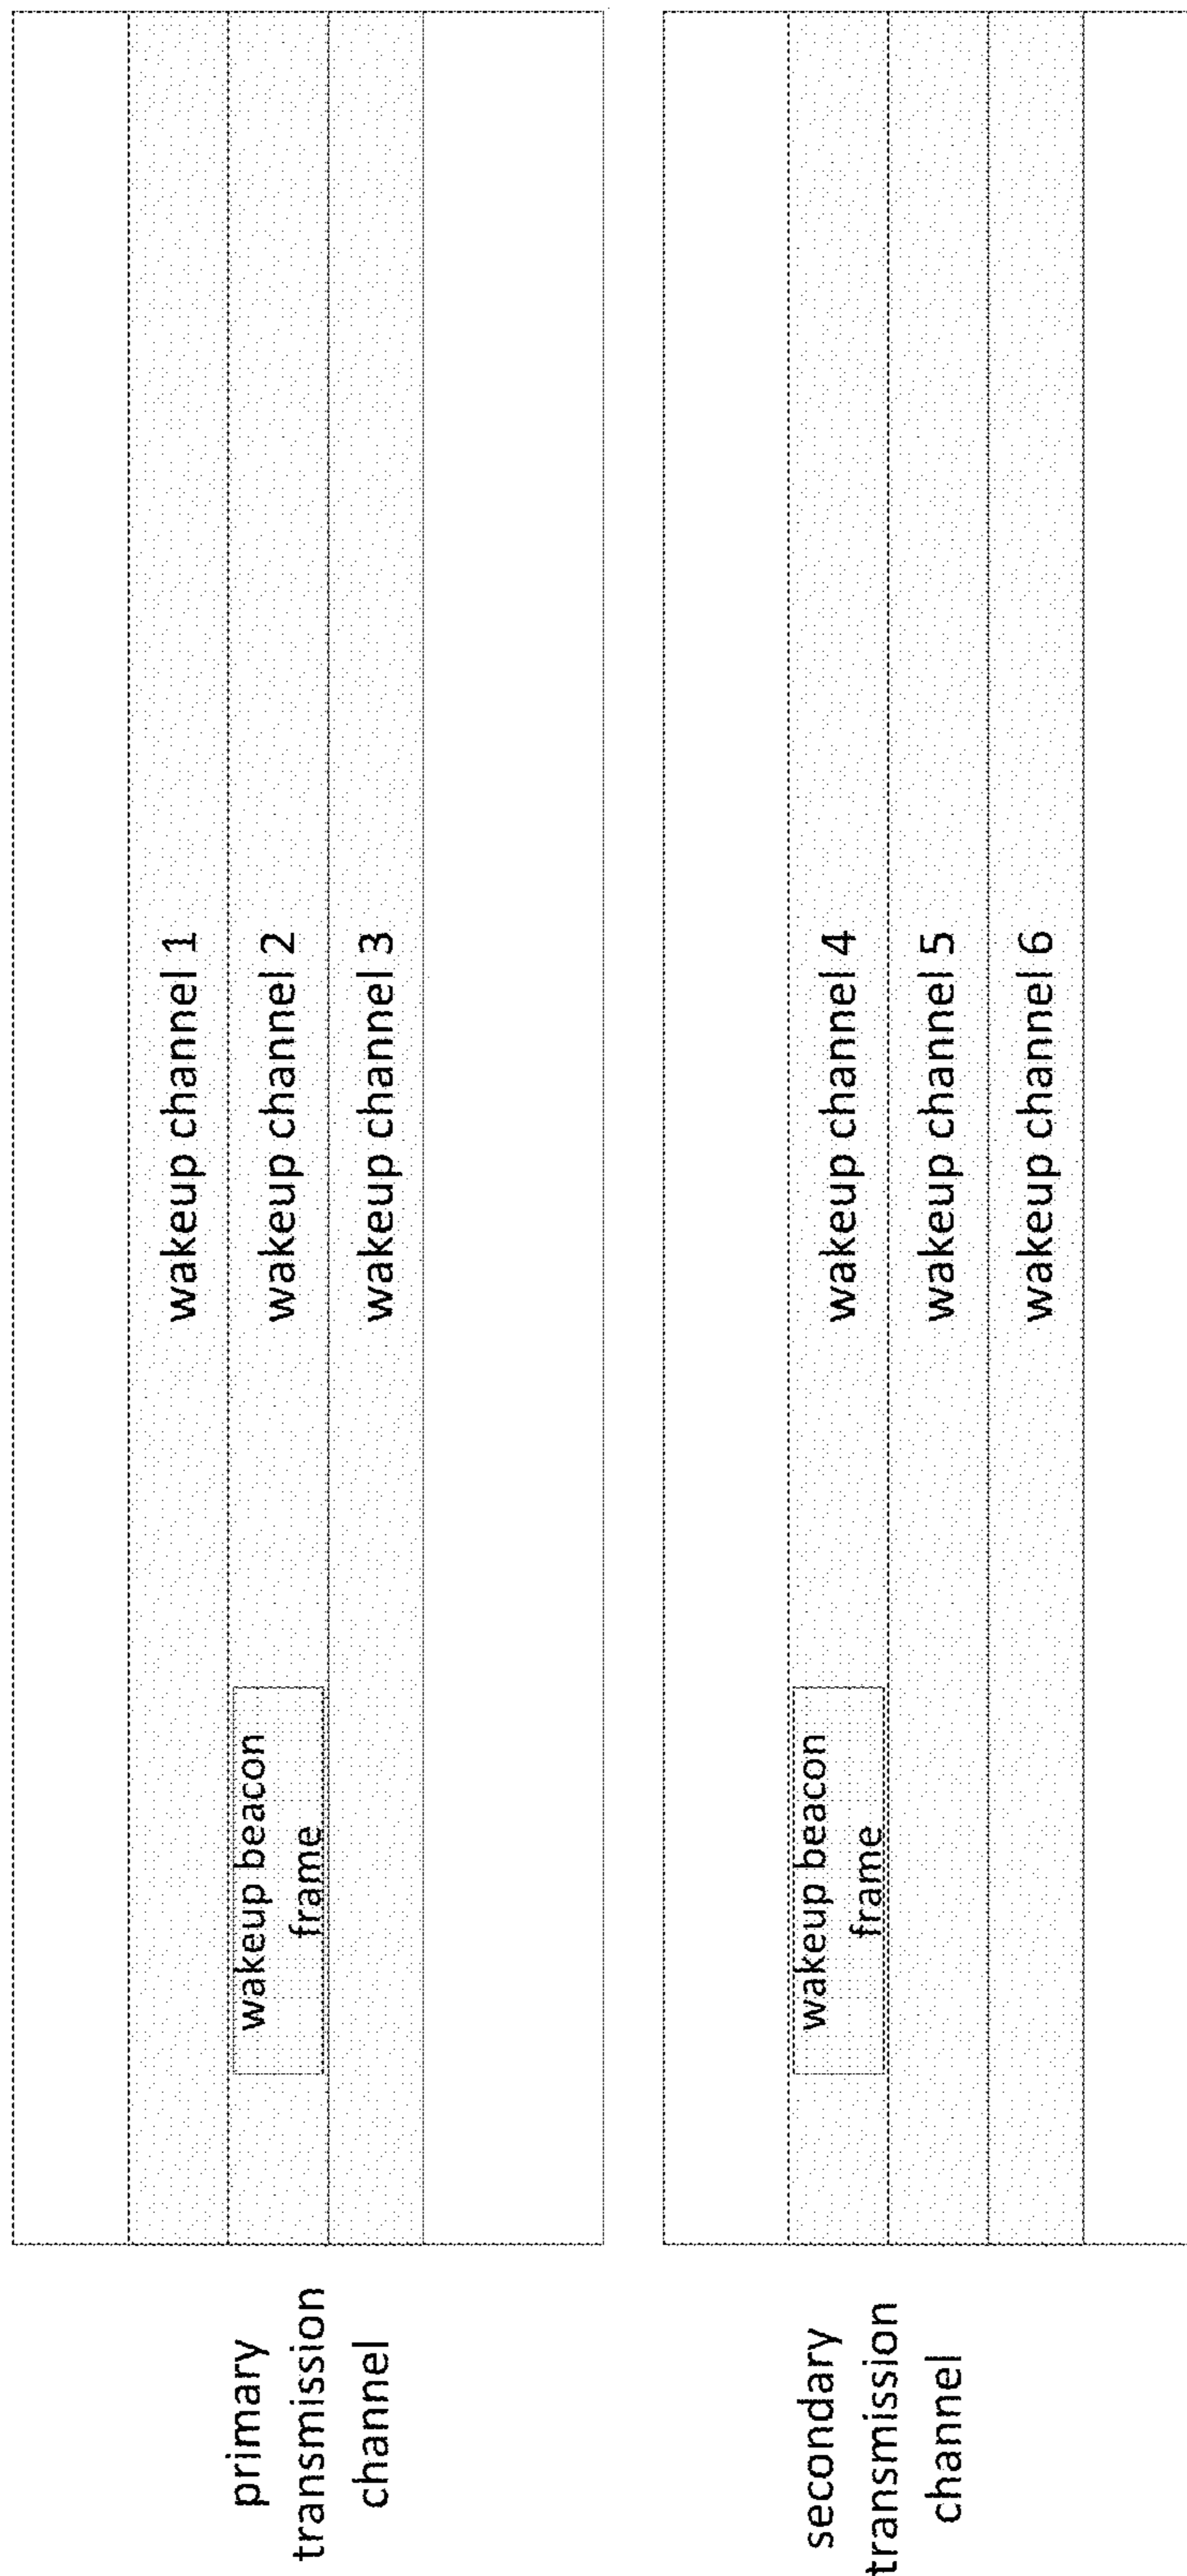 primary
transmission
channel
wakeup channel 1
wakeup channel 2
wakeup channel 3
wakeup beacon
frame
secondary
transmission
channel
wakeup channel 4
wakeup channel 5
wakeup channel 6
wakeup beacon
frame